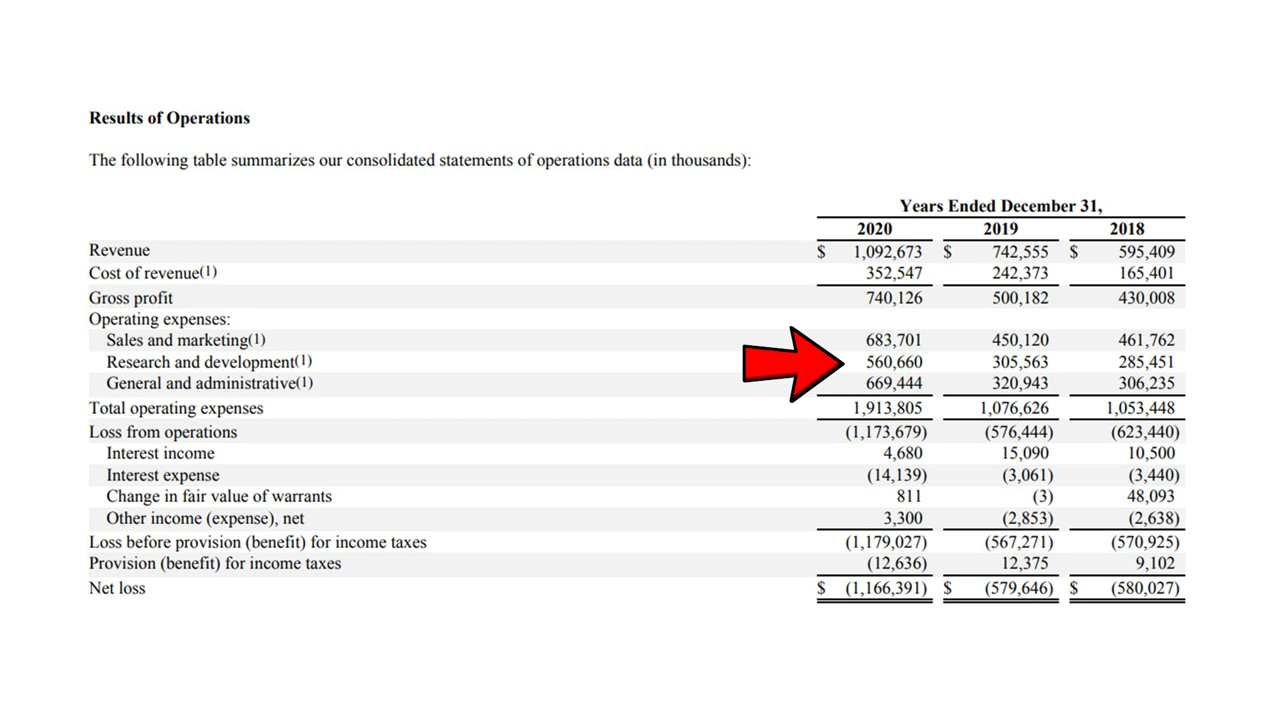 Results of Operations
The following table summarizes our consolidated statements of operations data (in thousands):
Years Ended December 31,
2020 2019 2018
Revenue $ 1,092,673 $ 742,555 $ 595,409
Cost of revenue(1) 352,547 242,373 165,401
Gross profit 740,126 500,182 430,008
Operating expenses:
Sales and marketing(1) 683,701 450,120 461,762
Research and development(1) 560,660 305,563 285,451
General and administrative(1) 669,444 320,943 306,235
Total operating expenses 1,913,805 1,076,626 1,053,448
Loss from operations (1,173,679) (576,444) (623,440)
Interest income 4,680 15,090 10,500
Interest expense (14,139) (3,061) (3,440)
Change in fair value of warrants 811 (3) 48,093
Other income (expense), net 3,300 (2,853) (2,638)
Loss before provision (benefit) for income taxes (1,179,027) (567,271) (570,925)
Provision (benefit) for income taxes (12,636) 12,375 9,102
Net loss $ (1,166,391) $ (579,646) $ (580,027)